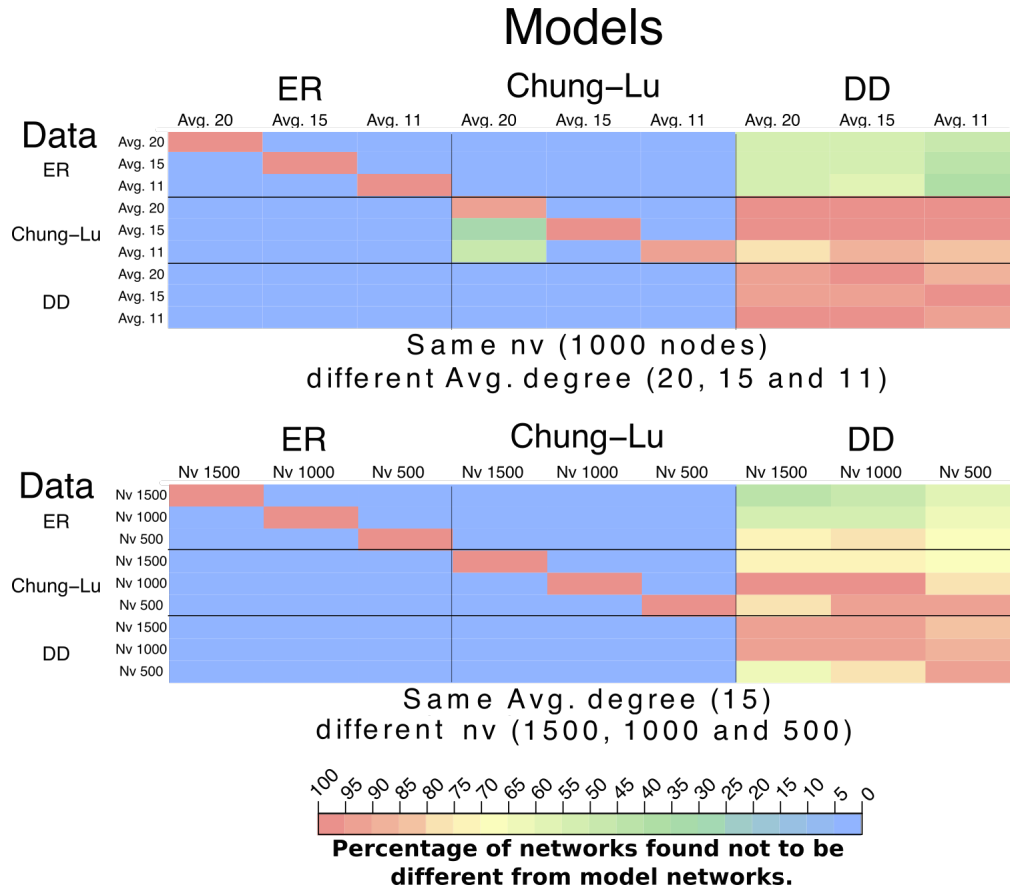 Models
ER Chung–Lu DD
Avg. 20 Avg. 15 Avg. 11 Avg. 20 Avg. 15 Avg. 11 Avg. 20 Avg. 15 Avg. 11
Data
Avg. 20
ER
Avg. 15
Avg. 11
Avg. 20
Chung–Lu
Avg. 15
Avg. 11
Avg. 20
DD
Avg. 15
Avg. 11
Same nv (1000 nodes)
different Avg. degree (20, 15 and 11)
ER Chung–Lu DD
Nv 1500 Nv 1000 Nv 500 Nv 1500 Nv 1000 Nv 500 Nv 1500 Nv 1000 Nv 500
Data
Nv 1500
ER
Nv 1000
Nv 500
Nv 1500
Chung–Lu
Nv 1000
Nv 500
Nv 1500
DD
Nv 1000
Nv 500
Same Avg. degree (15)
different nv (1500, 1000 and 500)
100 95 90 85 80 75 70 65 60 55 50 45 40 35 30 25 20 15 10 5 0
Percentage of networks found not to be
different from model networks.